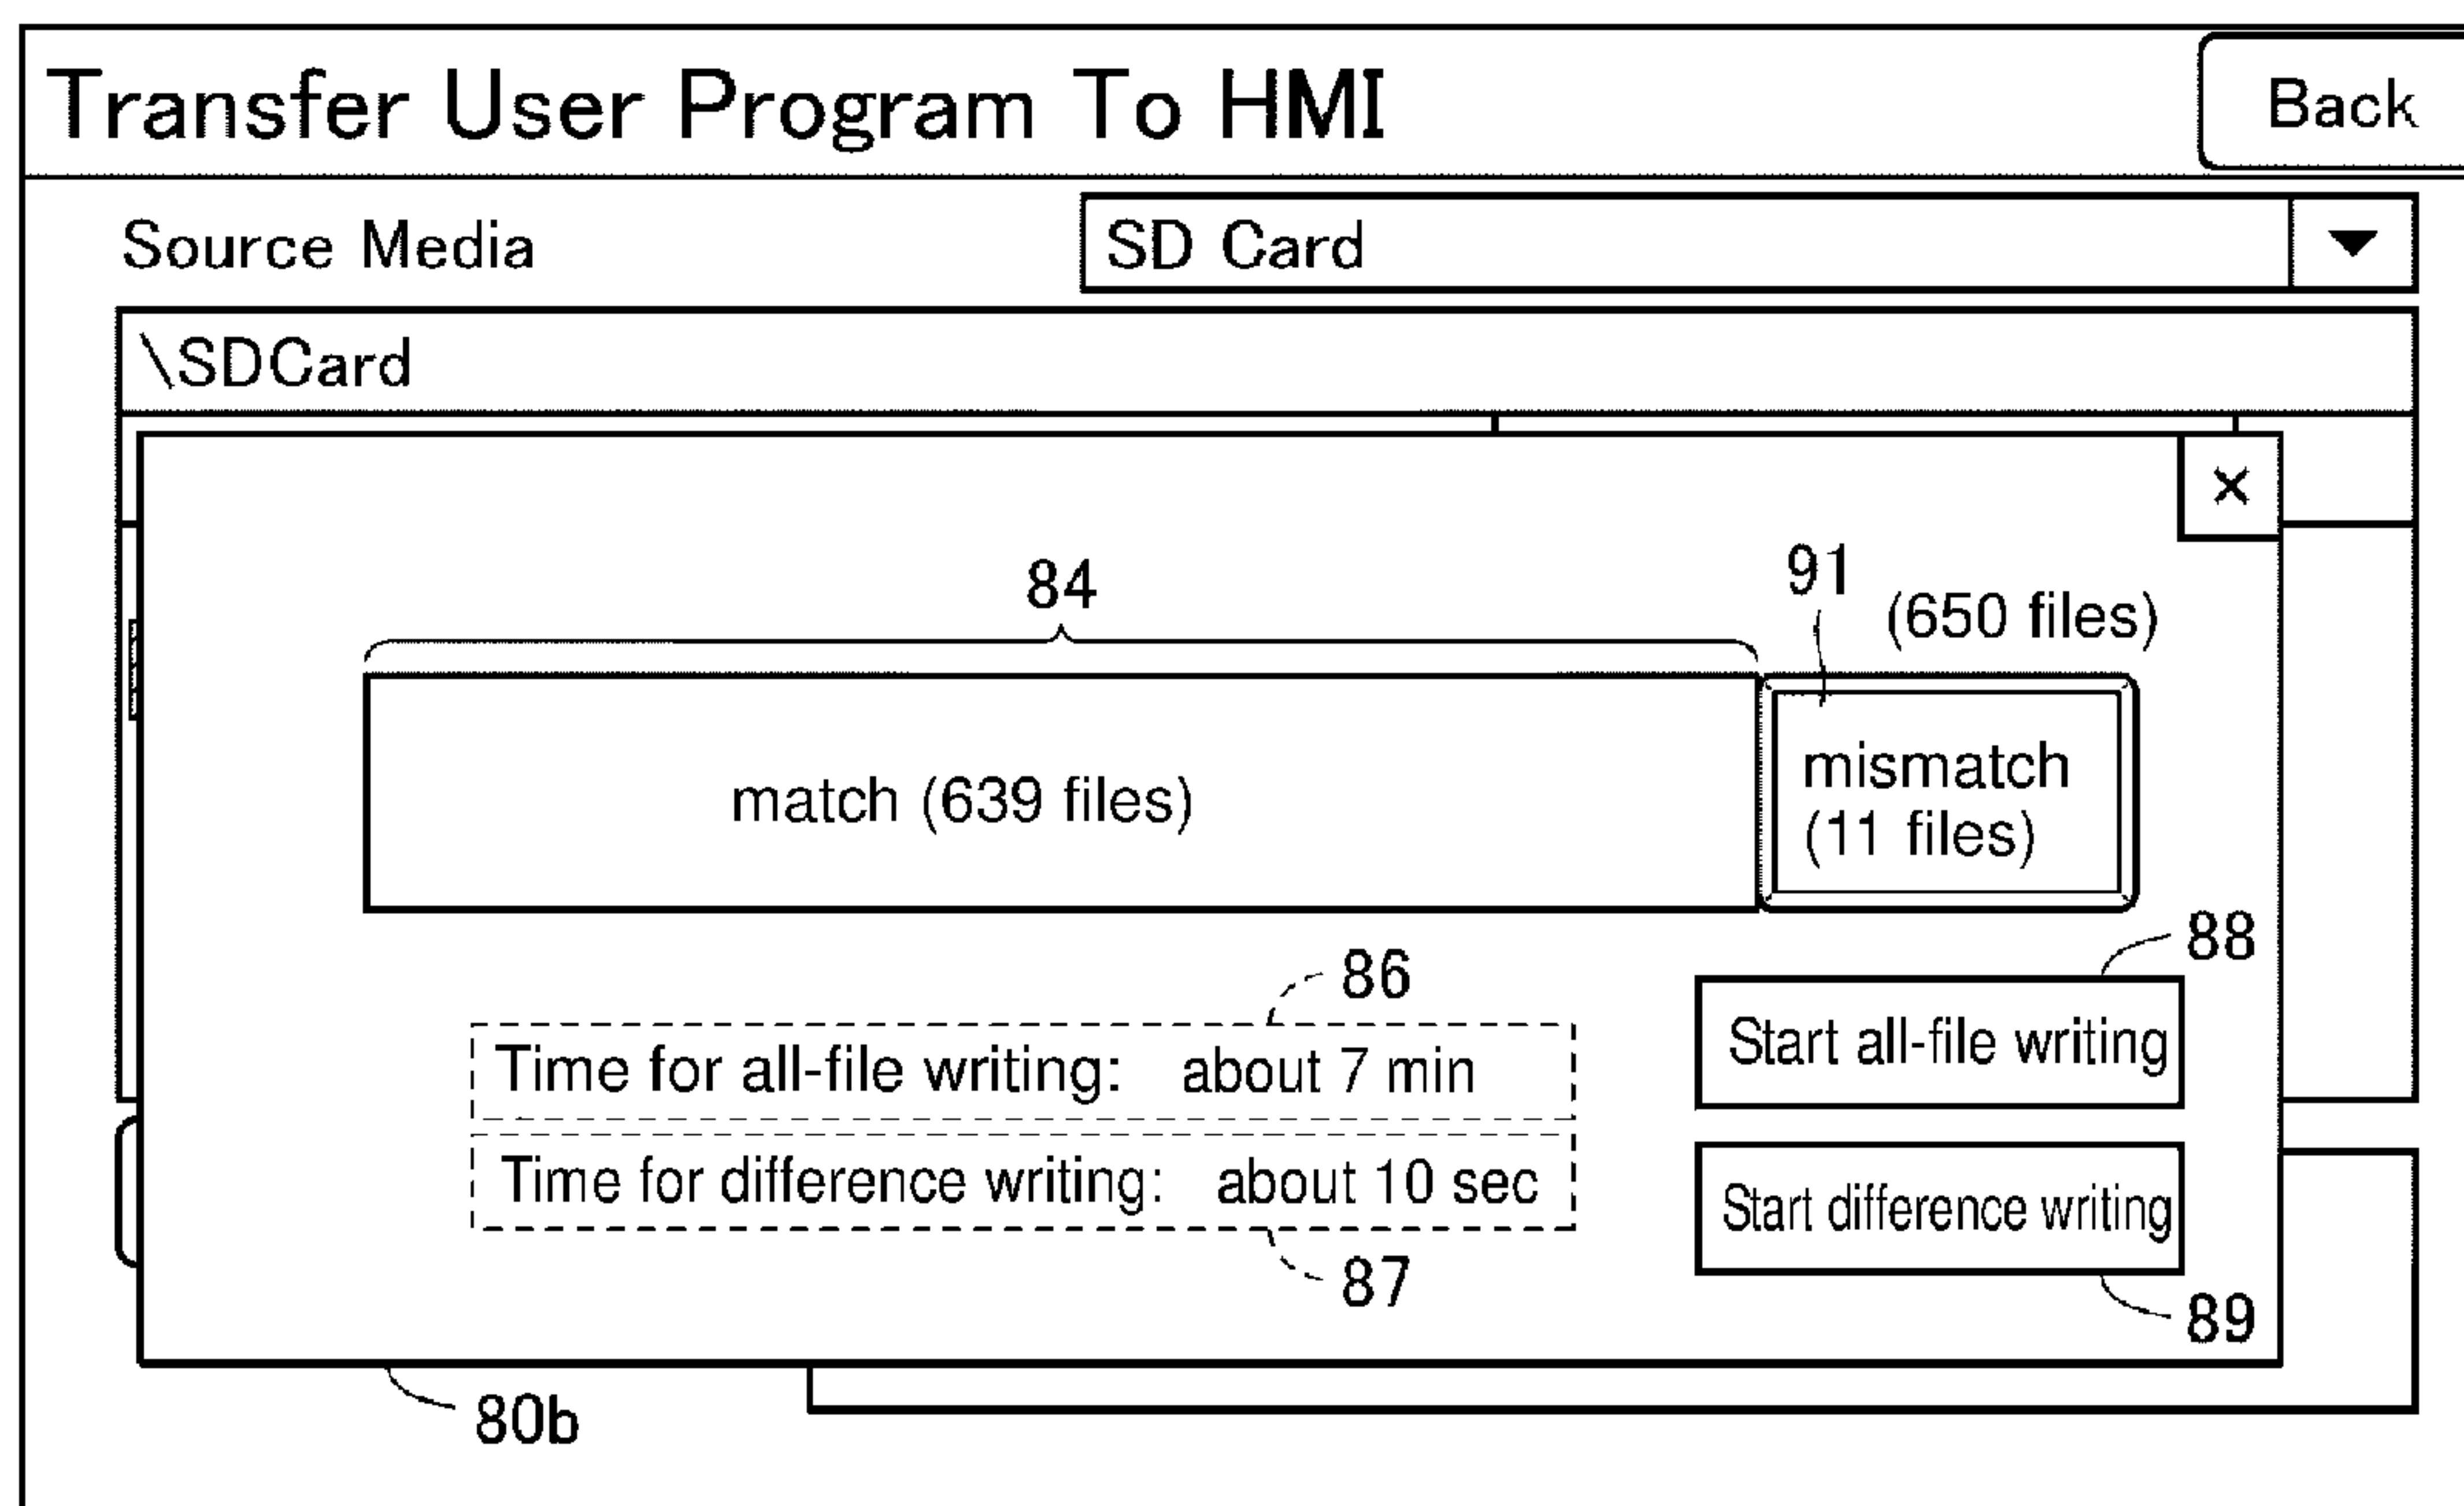 Transfer User Program To HMI
Back
Source Media
SD Card
\SDCard
×
84
91
(650 files)
match (639 files)
mismatch
(11 files)
88
86
Start all-file writing
Time for all-file writing: about 7 min
Time for difference writing: about 10 sec
Start difference writing
87
89
80b